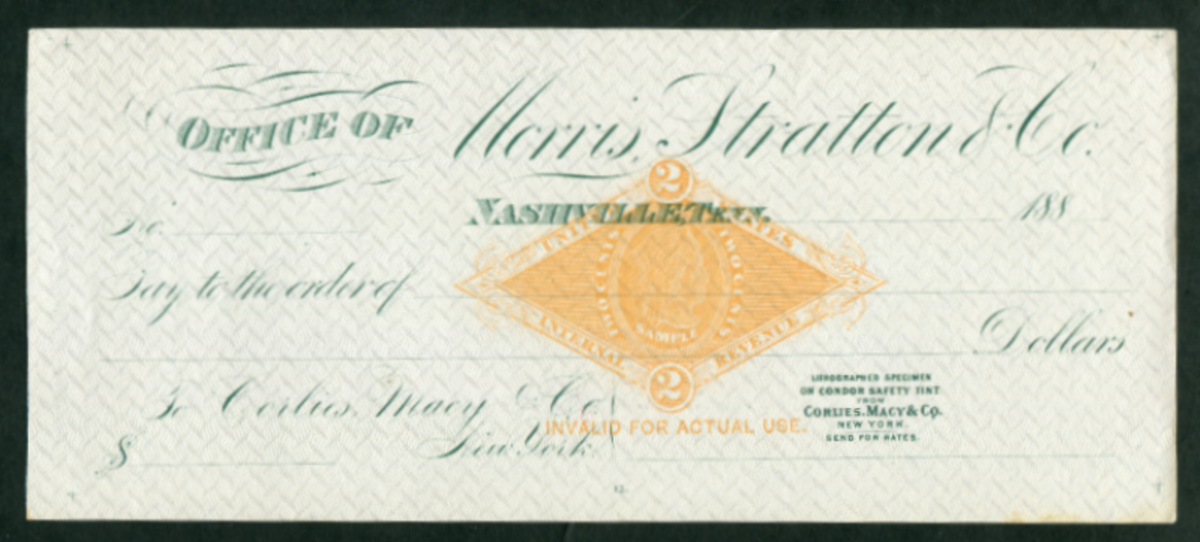 OFFICE OF Morris, Stratton & Co.
NASHVILLE, TENN. 188
No.
Pay to the order of
Dollars
To Corlies, Macy & Co.
New York.
$
2
UNITED STATES
TWO CENTS TWO CENTS
SAMPLE
INTERNAL REVENUE
2
INVALID FOR ACTUAL USE.
LITHOGRAPHED SPECIMEN
ON CONDOR SAFETY TINT
FROM
CORLIES, MACY & CO.
NEW YORK.
SEND FOR RATES.